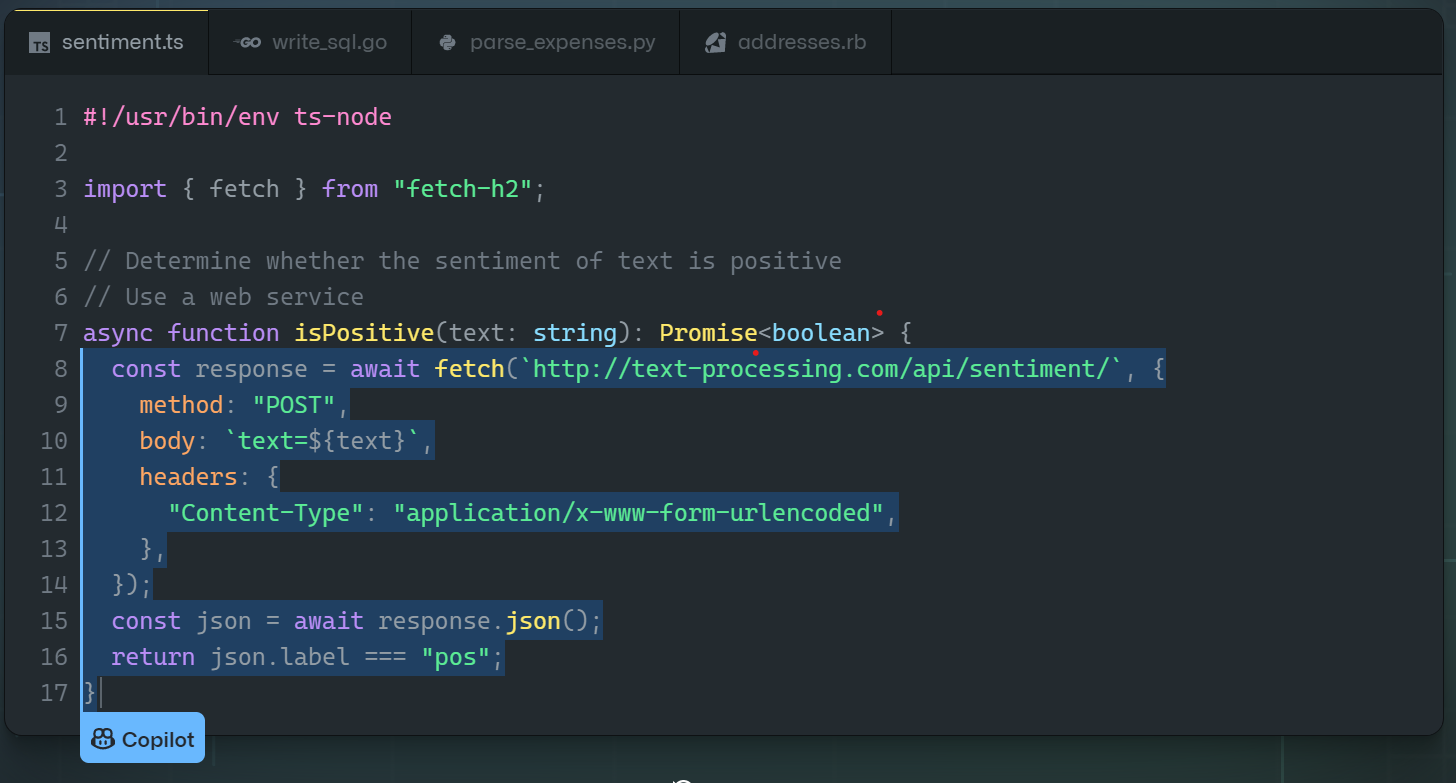 sentiment.ts write_sql.go parse_expenses.py addresses.rb
1 #!/usr/bin/env ts-node
2
3 import { fetch } from "fetch-h2";
4
5 // Determine whether the sentiment of text is positive
6 // Use a web service
7 async function isPositive(text: string): Promise<boolean> {
8   const response = await fetch(`http://text-processing.com/api/sentiment/`, {
9     method: "POST",
10     body: `text=${text}`,
11     headers: {
12       "Content-Type": "application/x-www-form-urlencoded",
13     },
14   });
15   const json = await response.json();
16   return json.label === "pos";
17 }
Copilot